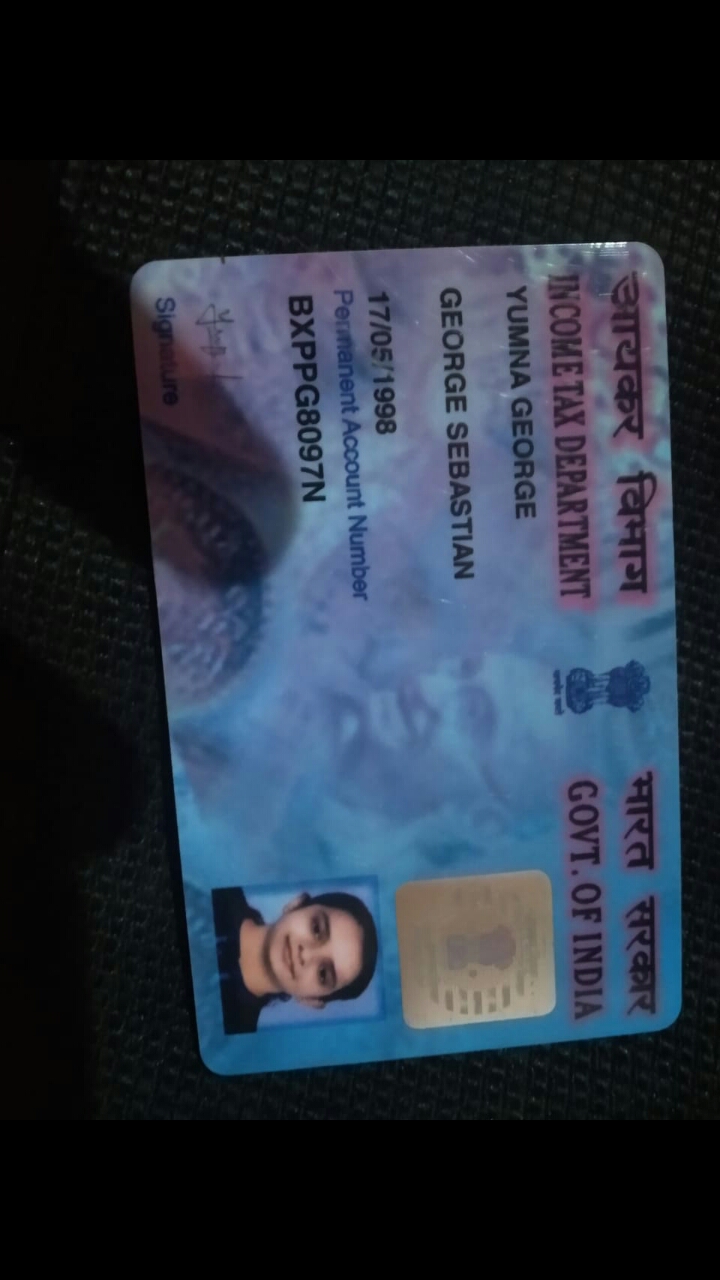 आयकर विभाग
INCOME TAX DEPARTMENT
भारत सरकार
GOVT. OF INDIA
YUMNA GEORGE
GEORGE SEBASTIAN
17/05/1998
Permanent Account Number
BXPPG8097N
Signature